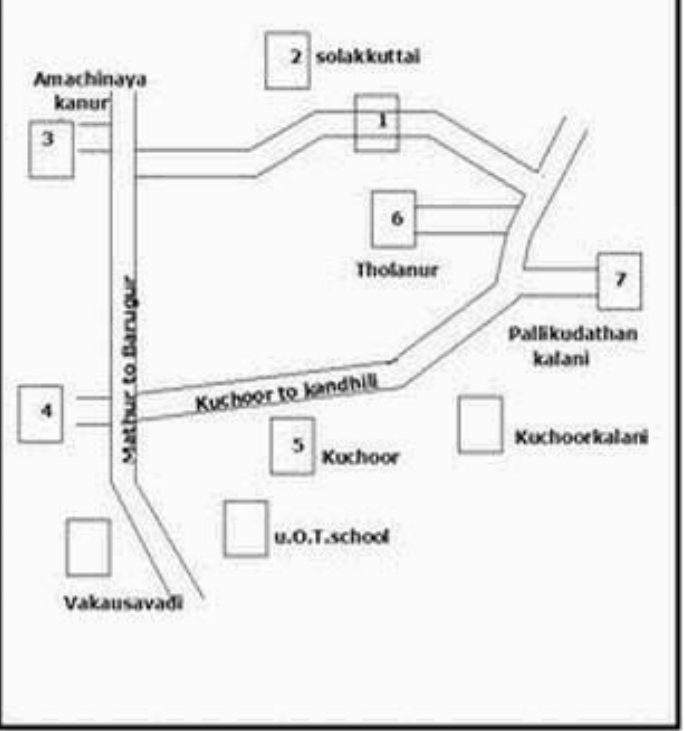 2 solakkuttai
Amachinaya
kanur
1
3
6
Tholanur
7
Pallikudathan
kalani
Mathur to Barugur
Kuchoor to kandhili
4
5
Kuchoor
Kuchoorkalani
u.O.T.school
Vakausavadi